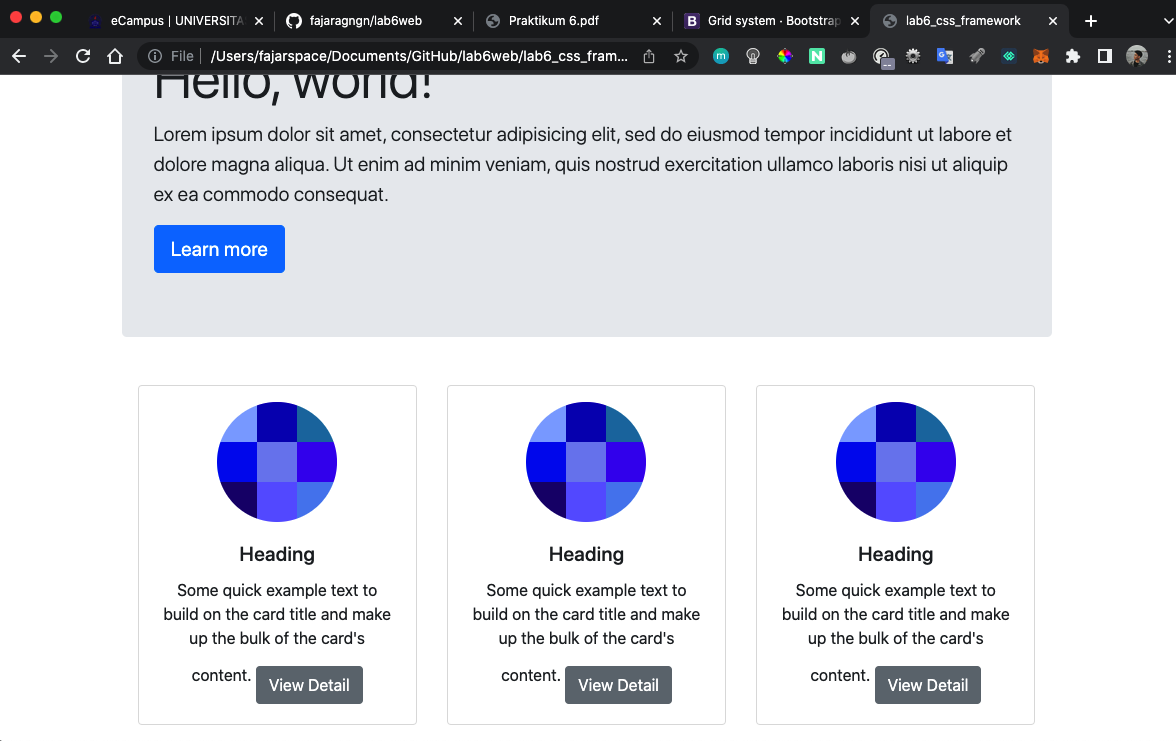 eCampus | UNIVERSITA
fajaragngn/lab6web
Praktikum 6.pdf
Grid system · Bootstrap
lab6_css_framework
File
/Users/fajarspace/Documents/GitHub/lab6web/lab6_css_fram...
Hello, world!
Lorem ipsum dolor sit amet, consectetur adipisicing elit, sed do eiusmod tempor incididunt ut labore et
dolore magna aliqua. Ut enim ad minim veniam, quis nostrud exercitation ullamco laboris nisi ut aliquip
ex ea commodo consequat.
Learn more
Heading
Some quick example text to
build on the card title and make
up the bulk of the card's
content. View Detail
Heading
Some quick example text to
build on the card title and make
up the bulk of the card's
content. View Detail
Heading
Some quick example text to
build on the card title and make
up the bulk of the card's
content. View Detail